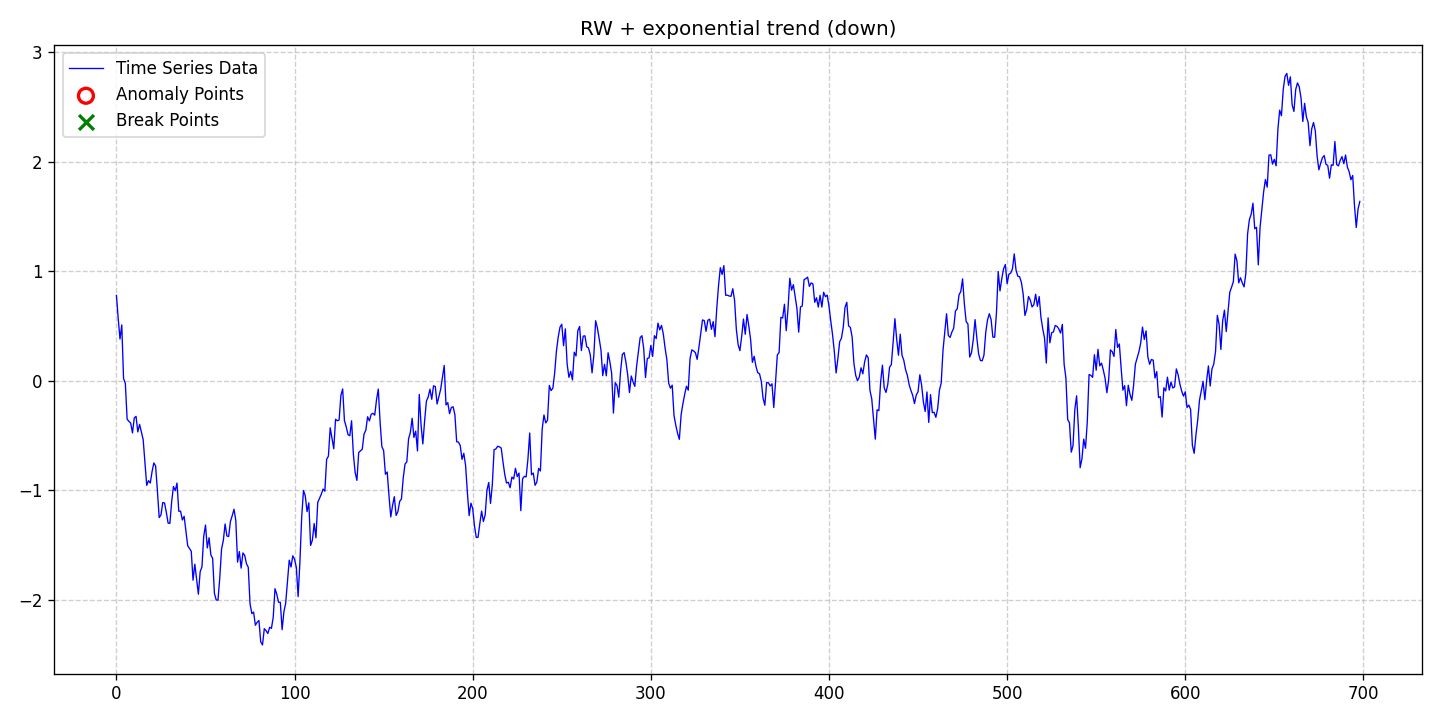 RW + exponential trend (down)
Time Series Data
Anomaly Points
Break Points
3
2
1
0
−1
−2
0 100 200 300 400 500 600 700